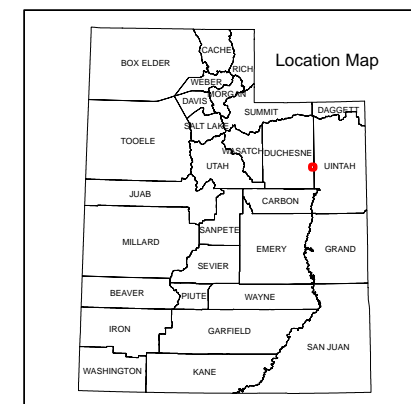 Location Map
BOX ELDER
CACHE
RICH
WEBER
MORGAN
DAVIS
SUMMIT
DAGGETT
SALT LAKE
TOOELE
WASATCH
DUCHESNE
UINTAH
UTAH
JUAB
CARBON
SANPETE
MILLARD
EMERY
GRAND
SEVIER
BEAVER
PIUTE
WAYNE
IRON
GARFIELD
SAN JUAN
WASHINGTON
KANE